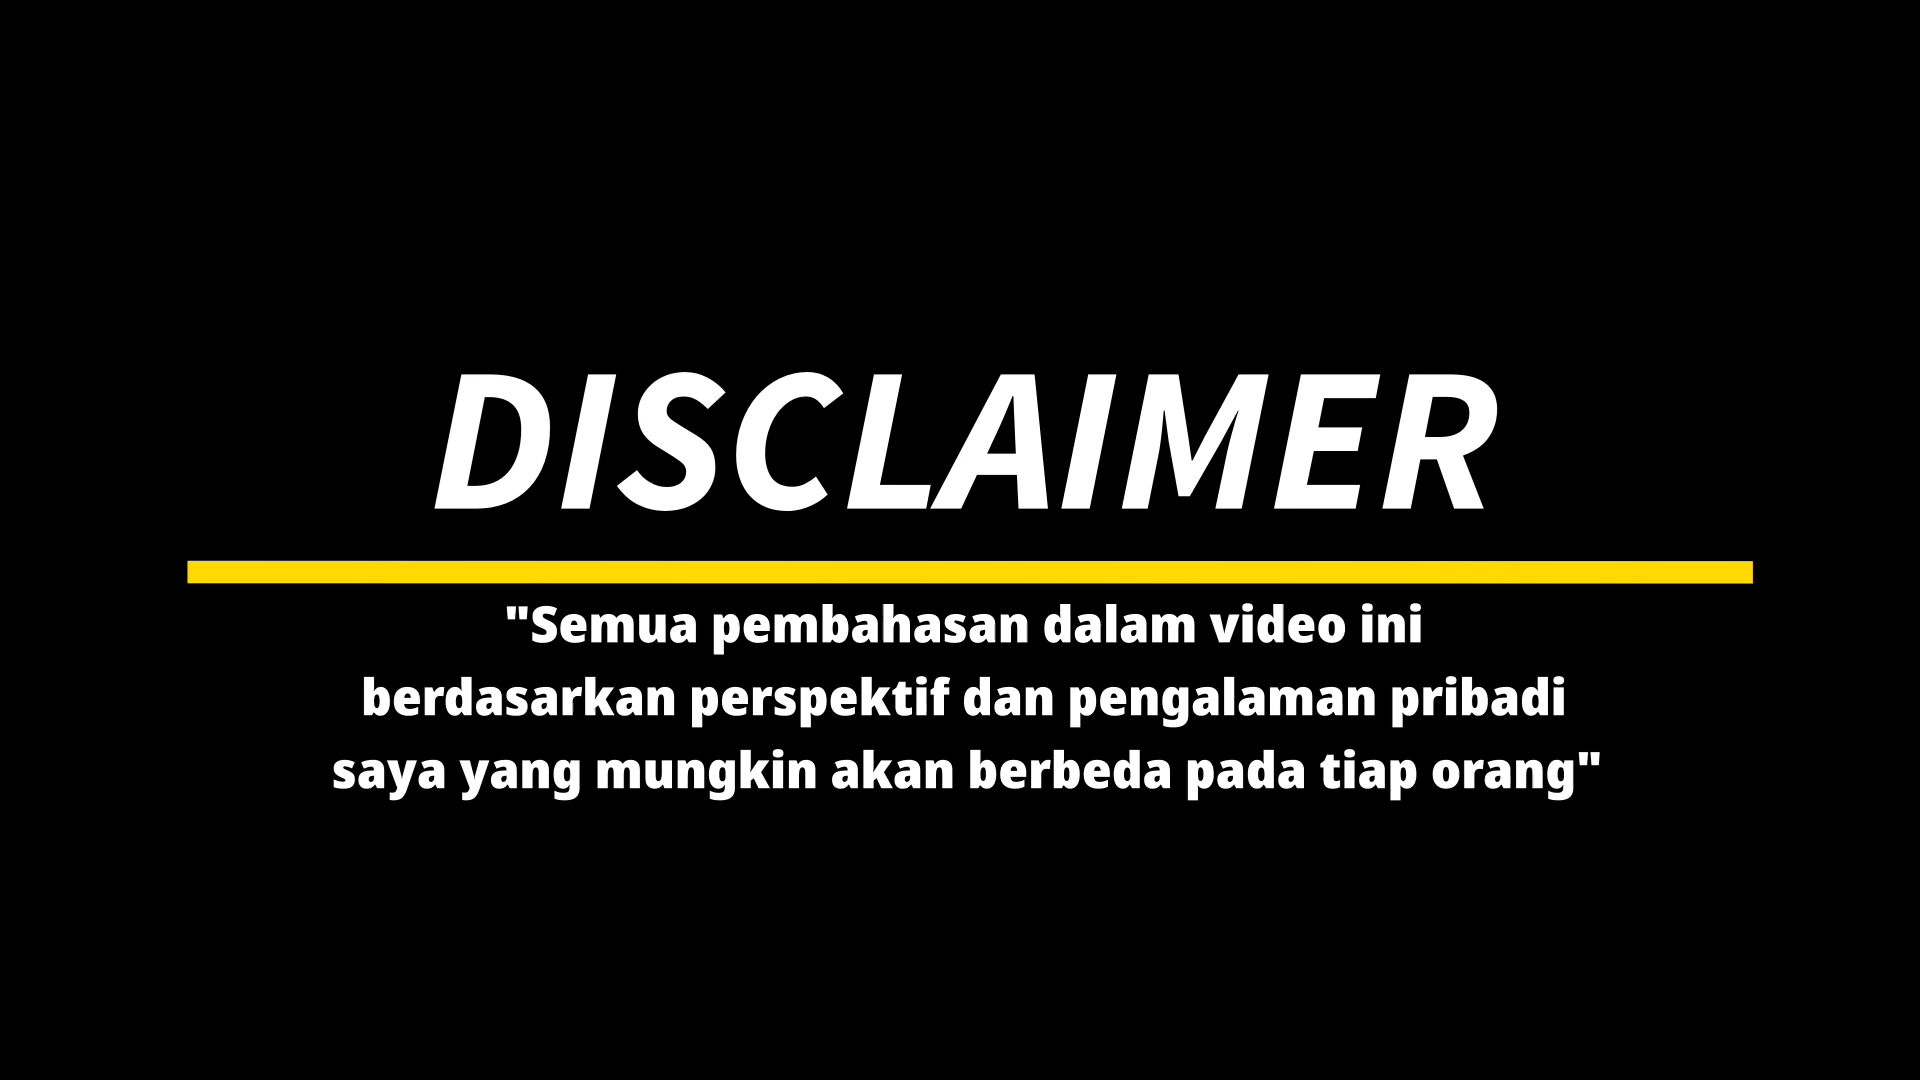 DISCLAIMER
"Semua pembahasan dalam video ini
berdasarkan perspektif dan pengalaman pribadi
saya yang mungkin akan berbeda pada tiap orang"